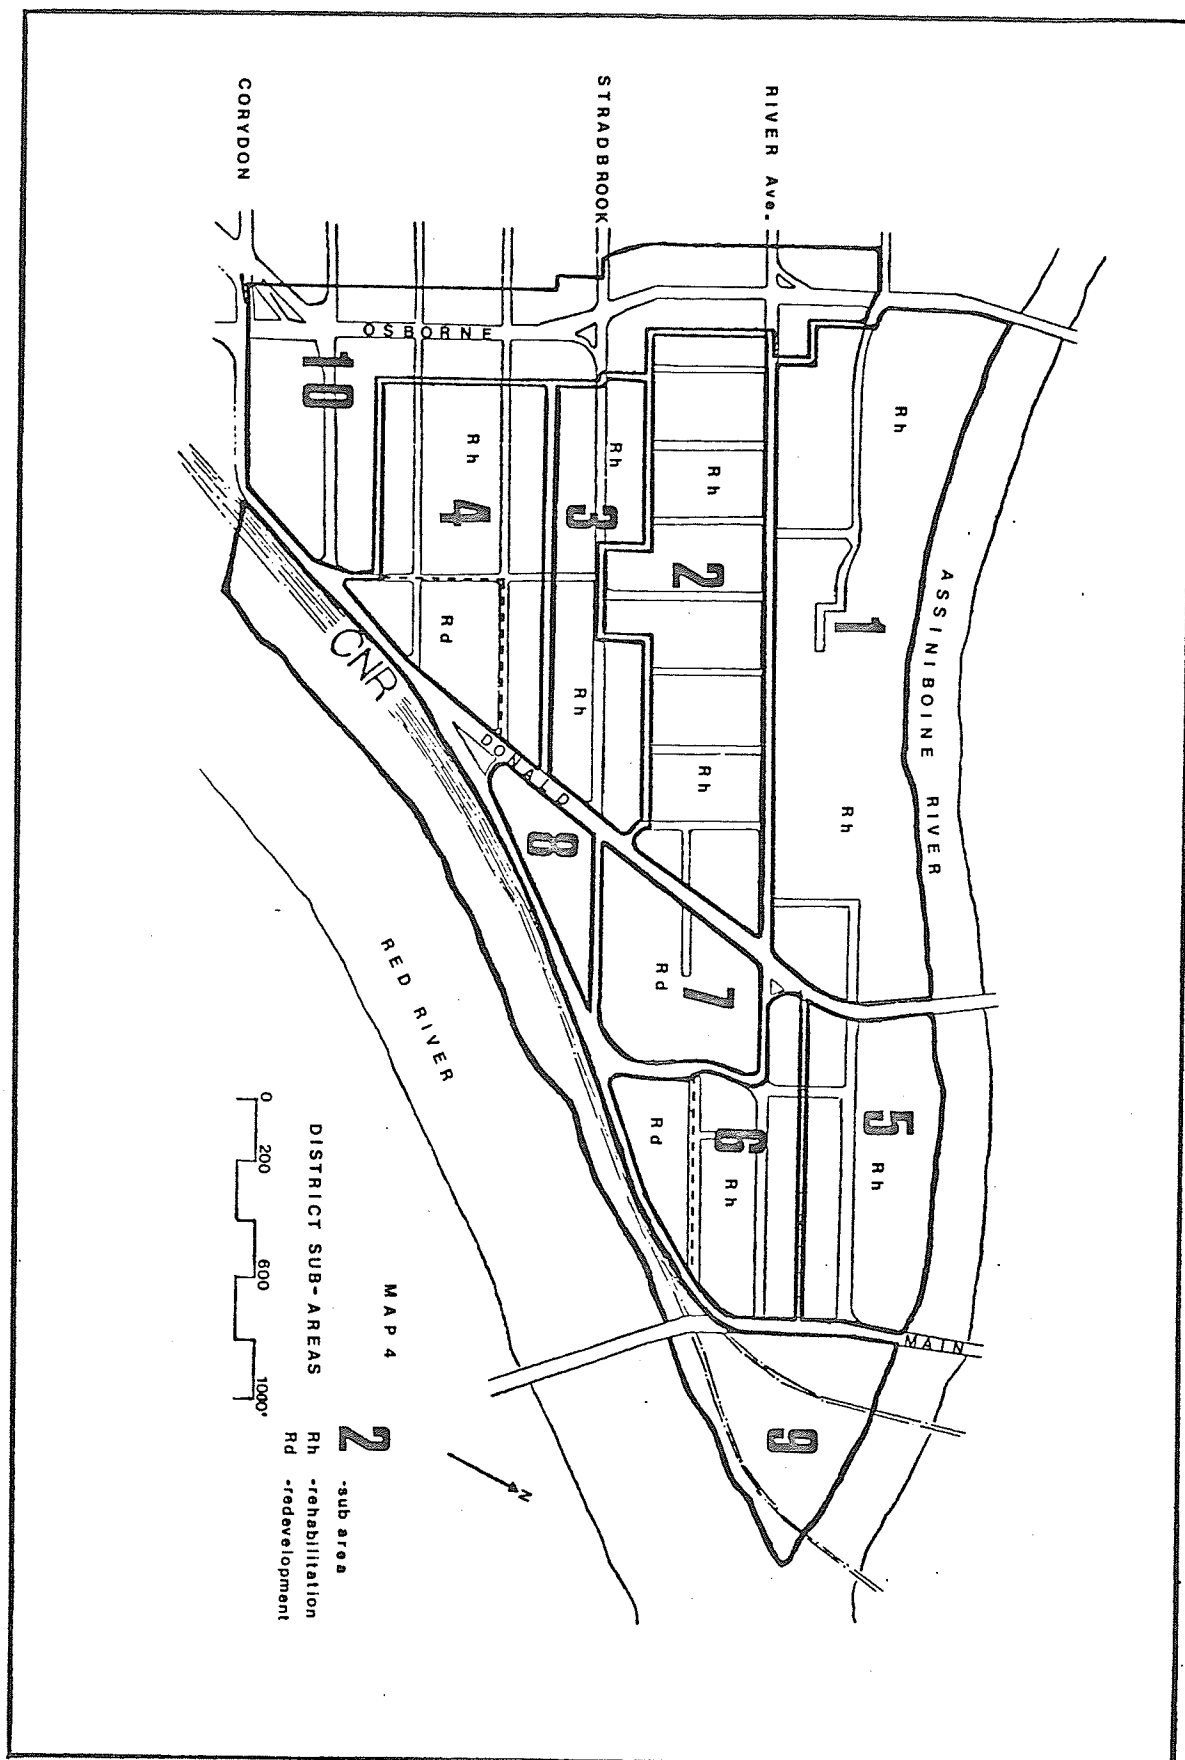 CORYDON
STRADBROOK
RIVER Ave.
OSBORNE
10
Rh
4
Rd
Rh
3
Rh
Rh
2
Rh
Rh
1
Rh
ASSINIBOINE RIVER
CNR
DONALD
8
Rd
7
RED RIVER
Rd
6
Rh
5
Rh
MAIN
9
N
MAP 4
DISTRICT SUB-AREAS
0 200 600 1000'
2 -sub area
Rh -rehabilitation
Rd -redevelopment